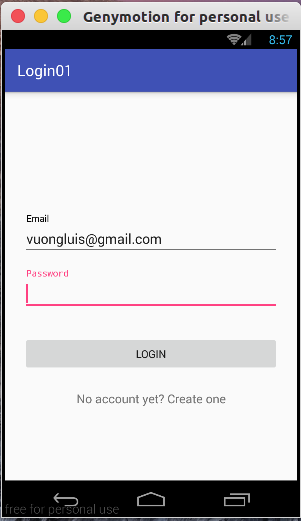 Genymotion for personal use
8:57
Login01
Email
vuongluis@gmail.com
Password
LOGIN
No account yet? Create one
free for personal use